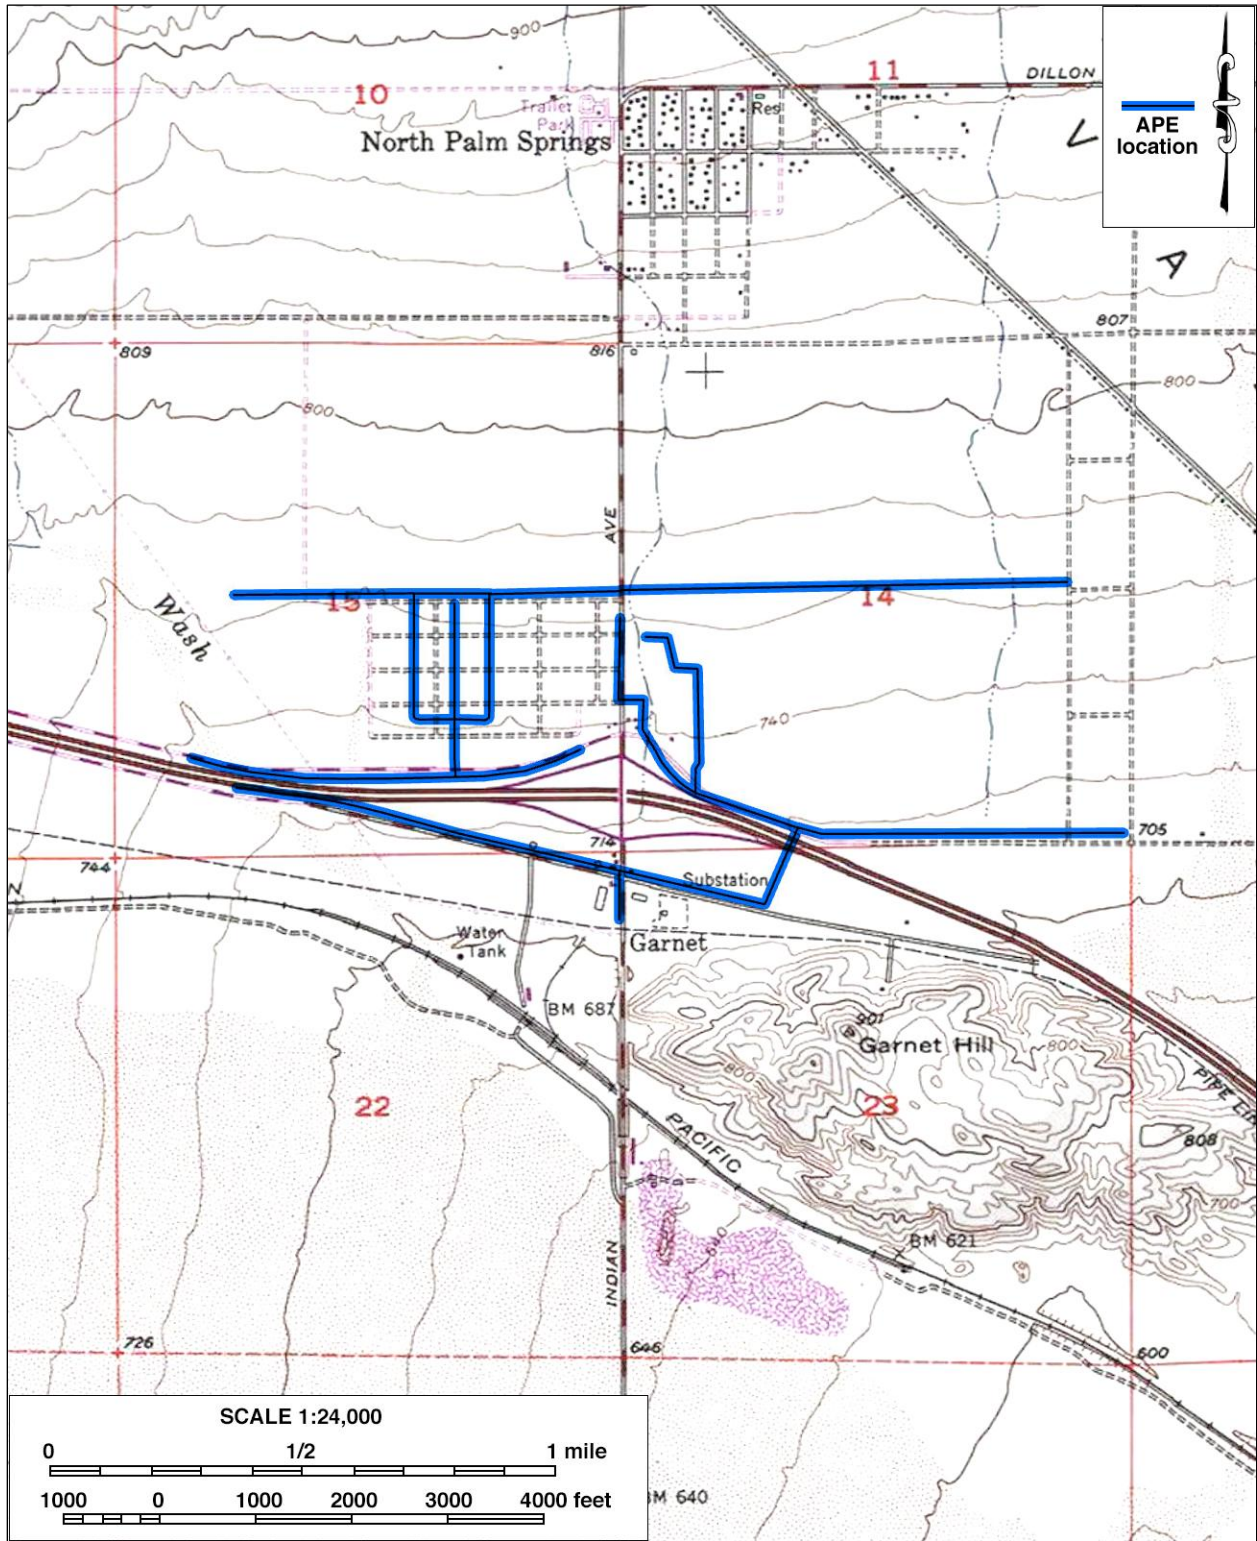 900
10
11
DILLON
Trailer
Park
Res
North Palm Springs
APE
location
V
A
807
809
816
800
800
AVE
15
14
Wash
740
714
705
744
Substation
N
Water
Tank
Garnet
BM 687
901
Garnet Hill
800
800
PIPE
22
23
808
PACIFIC
700
640
BM 621
INDIAN
726
646
600
SCALE 1:24,000
0 1/2 1 mile
1000 0 1000 2000 3000 4000 feet
BM 640